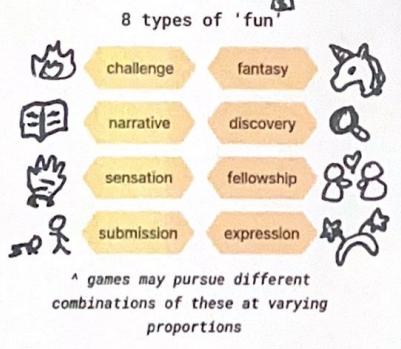 8 types of 'fun'
challenge fantasy
narrative discovery
sensation fellowship
submission expression
^ games may pursue different
combinations of these at varying
proportions